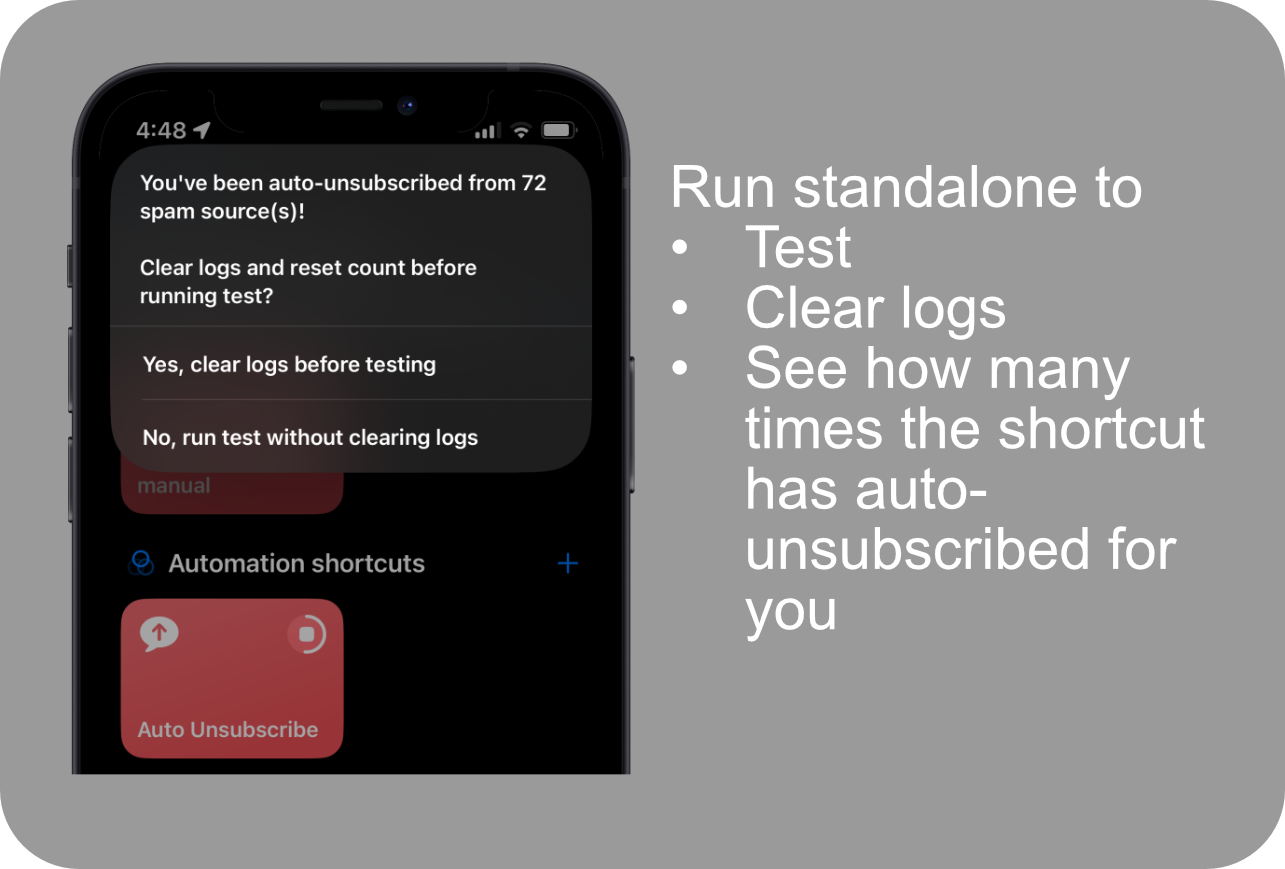 4:48
You've been auto-unsubscribed from 72
spam source(s)!
Clear logs and reset count before
running test?
Yes, clear logs before testing
No, run test without clearing logs
manual
Automation shortcuts
+
Auto Unsubscribe
Run standalone to
• Test
• Clear logs
• See how many
times the shortcut
has auto-
unsubscribed for
you